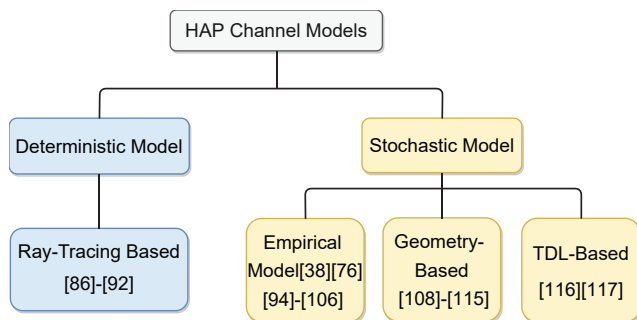 HAP Channel Models
Deterministic Model
Stochastic Model
Ray-Tracing Based
[86]-[92]
Empirical
Model[38][76]
[94]-[106]
Geometry-
Based
[108]-[115]
TDL-Based
[116][117]